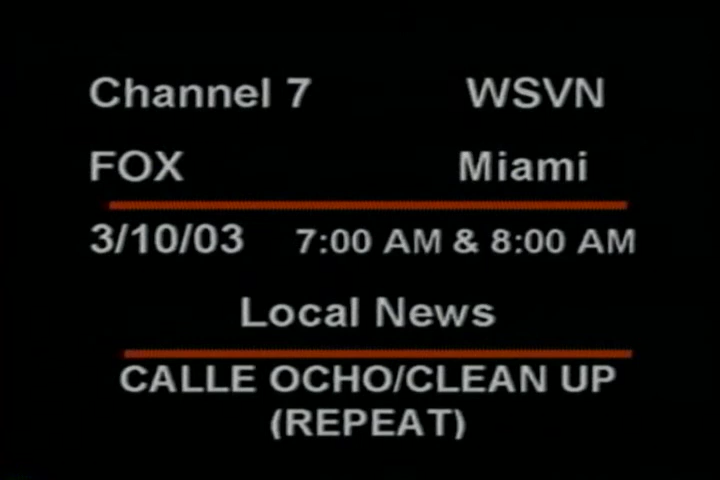 Channel 7 WSVN
FOX Miami
3/10/03 7:00 AM & 8:00 AM
Local News
CALLE OCHO/CLEAN UP
(REPEAT)